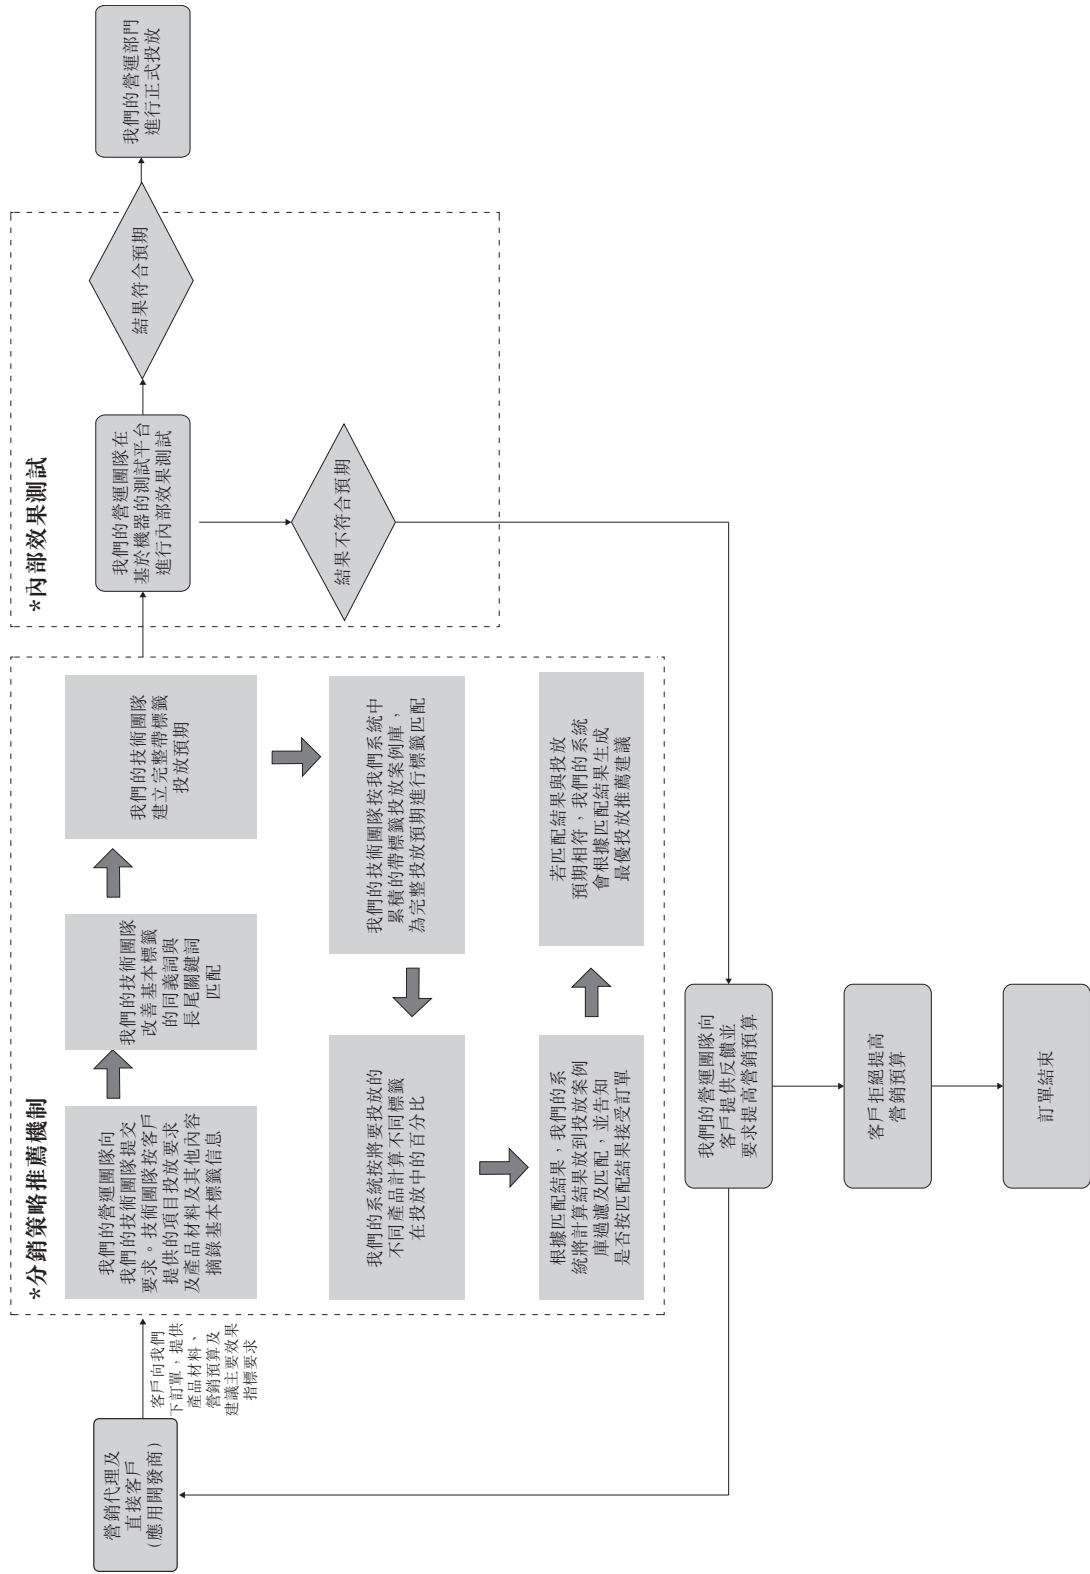 營銷代理及
直接客戶
（應用開發商）
客戶向我們
下訂單，提供
產品材料、
營銷預算及
建議主要效果
指標要求
*分銷策略推薦機制
我們的營運團隊向
我們的技術團隊提交
要求。技術團隊按客戶
提供的項目投放要求
及產品材料及其他內容
摘錄基本標籤信息
我們的技術團隊
改善基本標籤
的同義詞與
長尾關鍵詞
匹配
我們的技術團隊
建立完整帶標籤
投放預期
我們的技術團隊按我們系統中
累積的帶標籤投放案例庫，
為完整投放預期進行標籤匹配
我們的系統按將要投放的
不同產品計算不同標籤
在投放中的百分比
根據匹配結果，我們的系
統將計算結果放到投放案例
庫過濾及匹配，並告知
是否按匹配結果接受訂單
若匹配結果與投放
預期相符，我們的系統
會根據匹配結果生成
最優投放推薦建議
*內部效果測試
我們的營運團隊在
基於機器的測試平台
進行內部效果測試
結果符合預期
我們的營運部門
進行正式投放
結果不符合預期
我們的營運團隊向
客戶提供反饋並
要求提高營銷預算
客戶拒絕提高
營銷預算
訂單結束